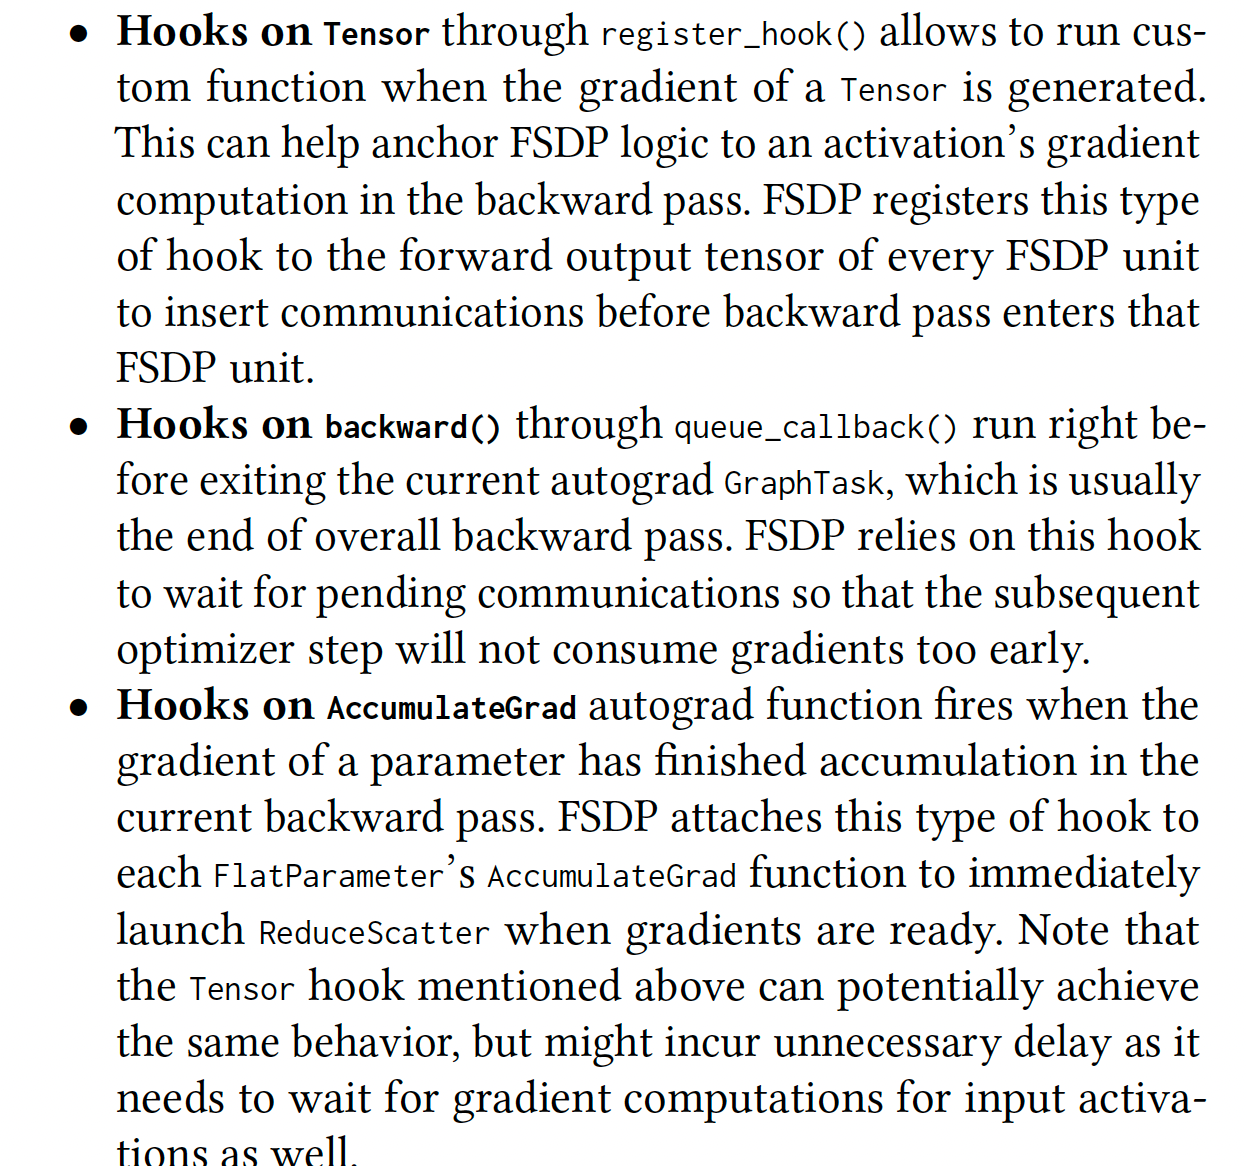 • Hooks on Tensor through register_hook() allows to run cus-
tom function when the gradient of a Tensor is generated.
This can help anchor FSDP logic to an activation’s gradient
computation in the backward pass. FSDP registers this type
of hook to the forward output tensor of every FSDP unit
to insert communications before backward pass enters that
FSDP unit.
• Hooks on backward() through queue_callback() run right be-
fore exiting the current autograd GraphTask, which is usually
the end of overall backward pass. FSDP relies on this hook
to wait for pending communications so that the subsequent
optimizer step will not consume gradients too early.
• Hooks on AccumulateGrad autograd function fires when the
gradient of a parameter has finished accumulation in the
current backward pass. FSDP attaches this type of hook to
each FlatParameter’s AccumulateGrad function to immediately
launch ReduceScatter when gradients are ready. Note that
the Tensor hook mentioned above can potentially achieve
the same behavior, but might incur unnecessary delay as it
needs to wait for gradient computations for input activa-
tions as well.